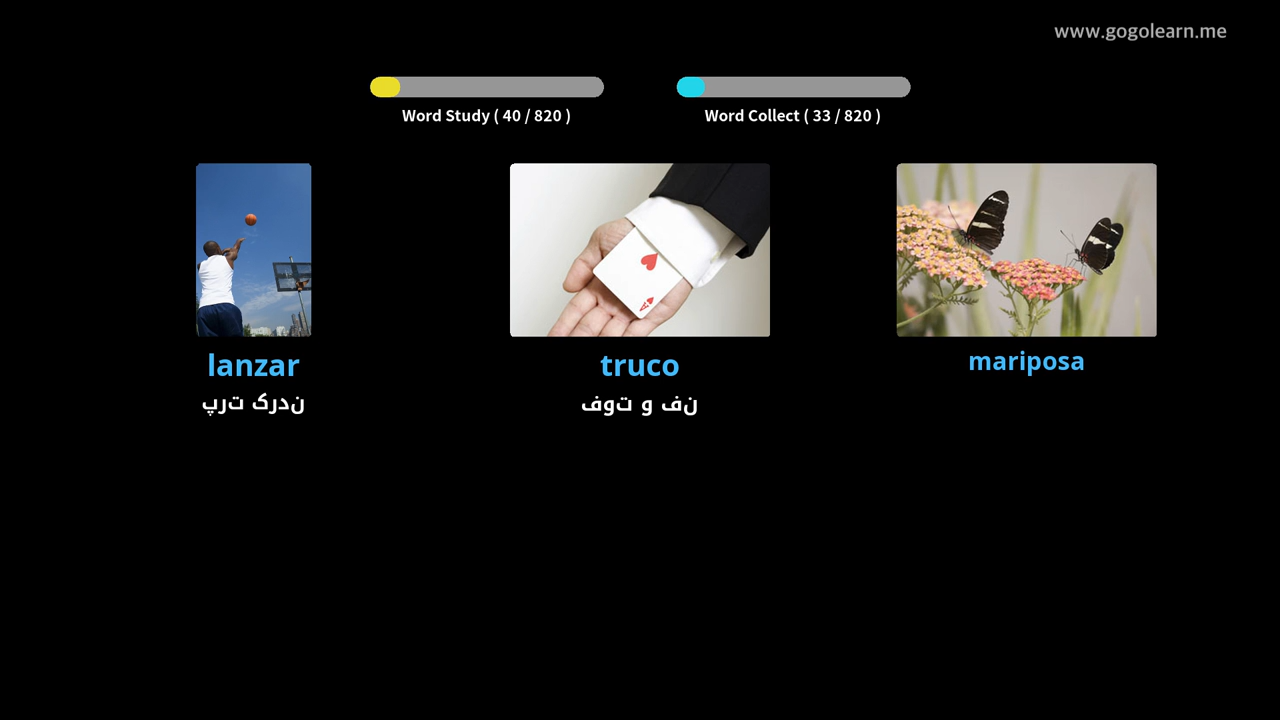 www.gogolearn.me
Word Study ( 40 / 820 )
Word Collect ( 33 / 820 )
lanzar
پرت کردن
truco
فوت و فن
mariposa